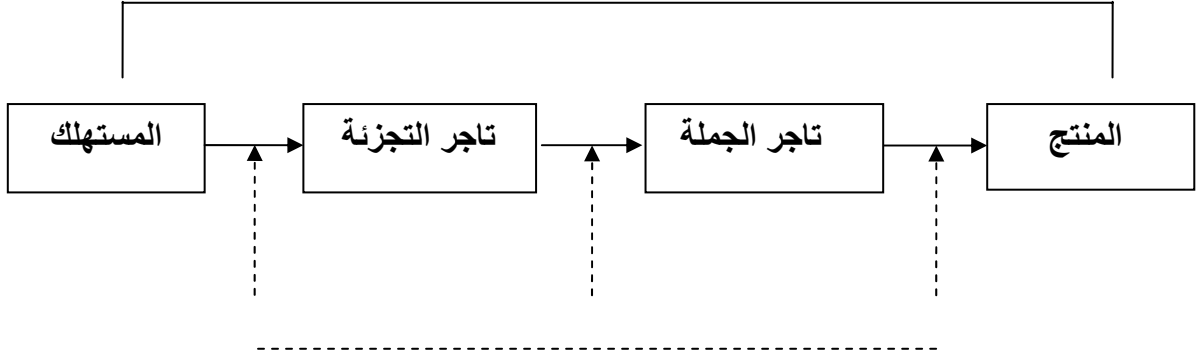 المنتج
تاجر الجملة
تاجر التجزئة
المستهلك